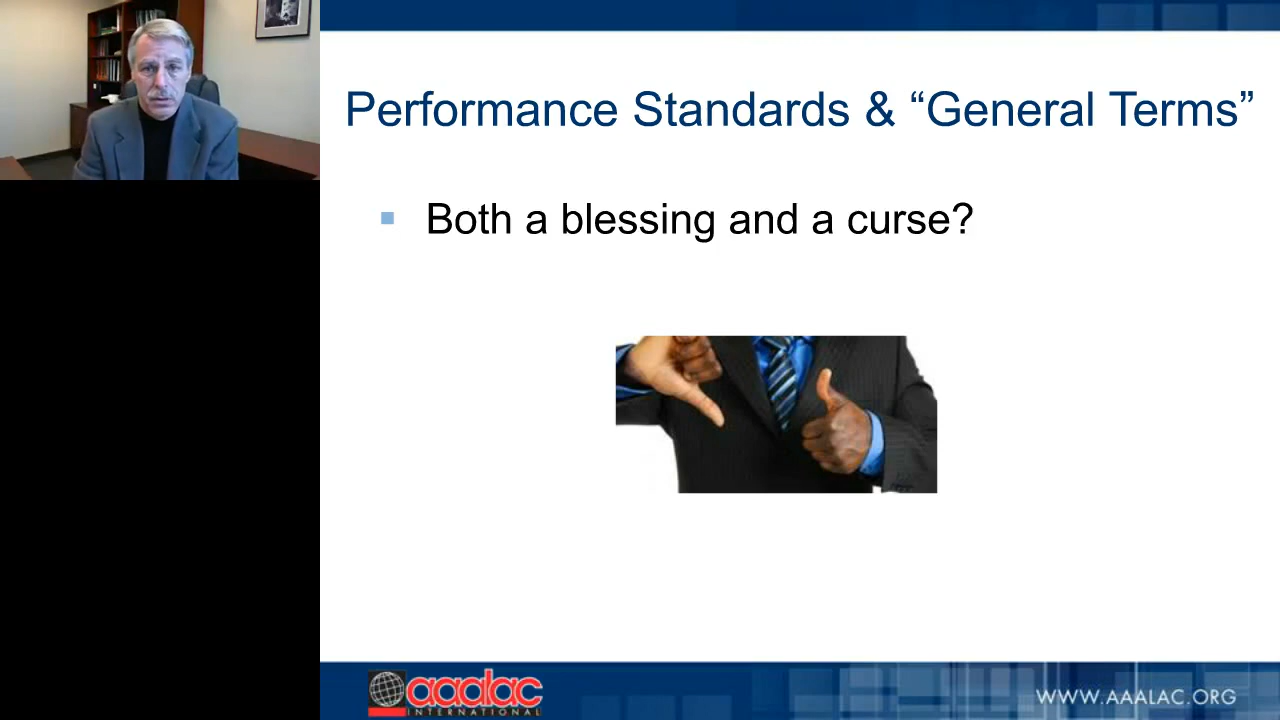 Performance Standards & “General Terms”
Both a blessing and a curse?
aaalac
INTERNATIONAL
WWW.AAALAC.ORG